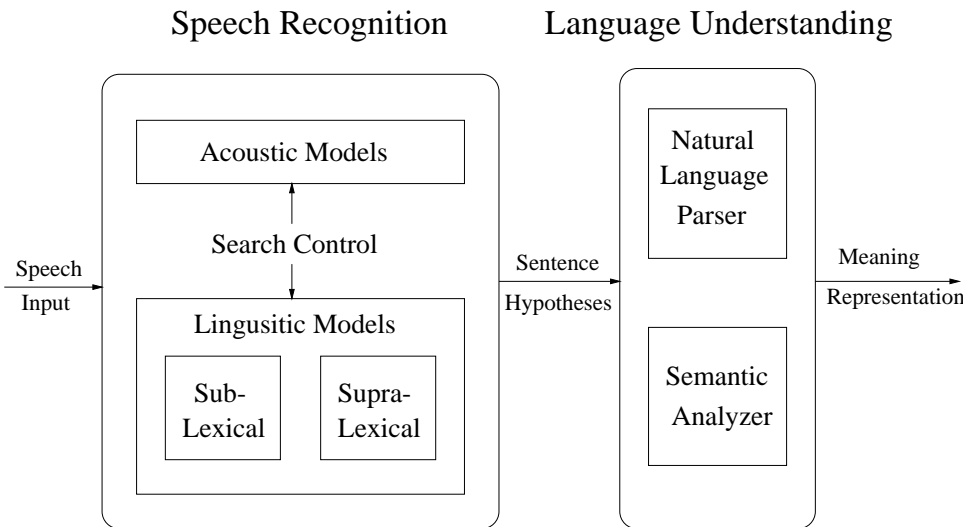 Speech Recognition
Language Understanding
Acoustic Models
Search Control
Lingusitic Models
Sub-
Lexical
Supra-
Lexical
Speech
Input
Sentence
Hypotheses
Natural
Language
Parser
Semantic
Analyzer
Meaning
Representation